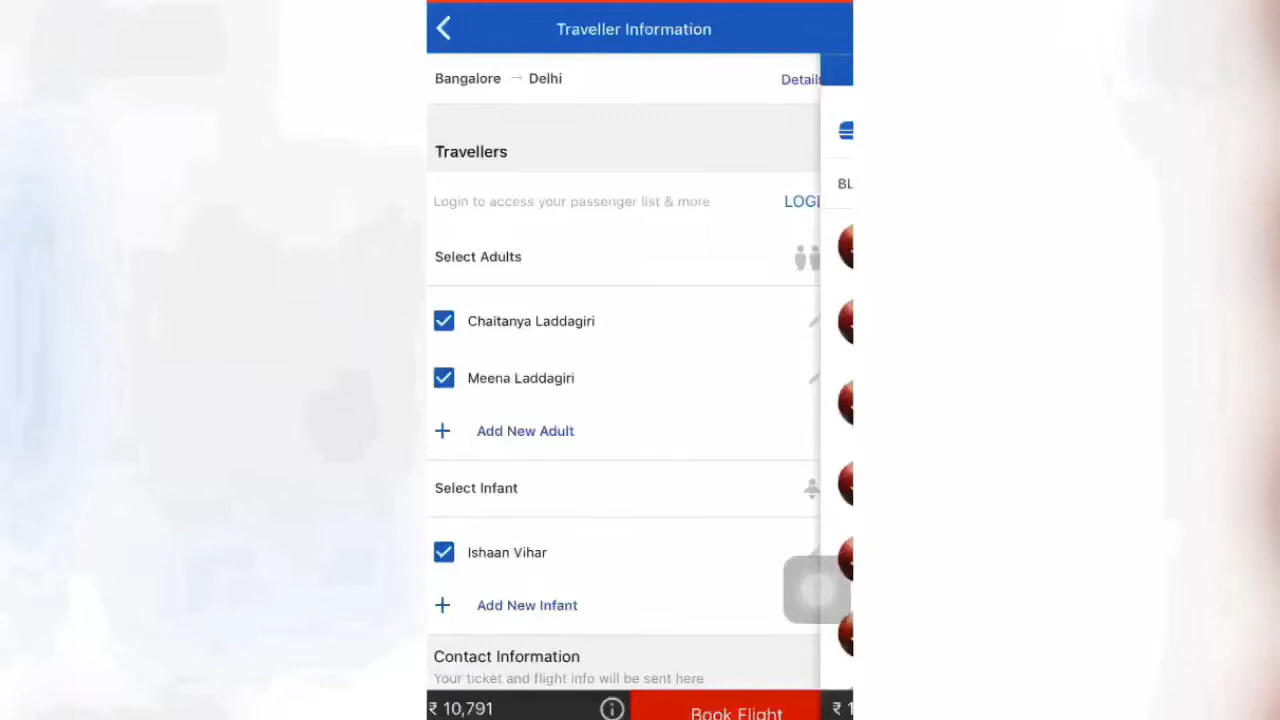 Traveller Information
Bangalore → Delhi
Details
Travellers
Login to access your passenger list & more
Select Adults
Chaitanya Laddagiri
Meena Laddagiri
+ Add New Adult
Select Infant
Ishaan Vihar
+ Add New Infant
Contact Information
Your ticket and flight info will be sent here
₹ 10,791
Book Flight